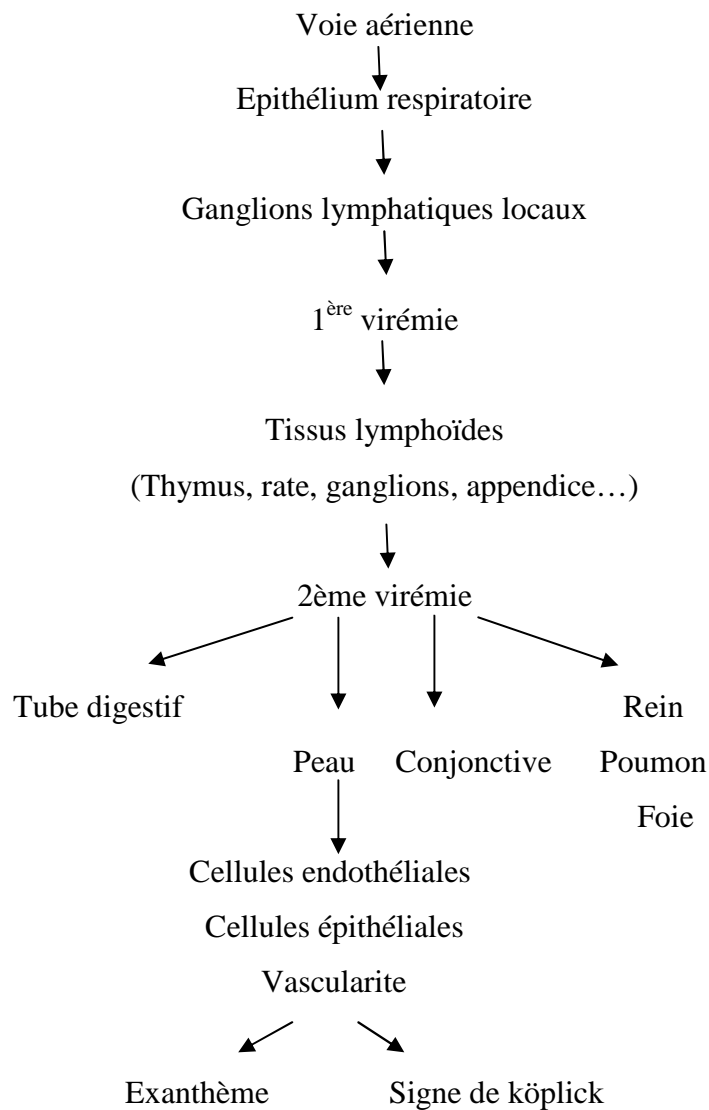 Voie aérienne
Epithélium respiratoire
Ganglions lymphatiques locaux
1ère virémie
Tissus lymphoïdes
(Thymus, rate, ganglions, appendice…)
2ème virémie
Tube digestif
Rein
Peau
Conjonctive
Poumon
Foie
Cellules endothéliales
Cellules épithéliales
Vascularite
Exanthème
Signe de köplick